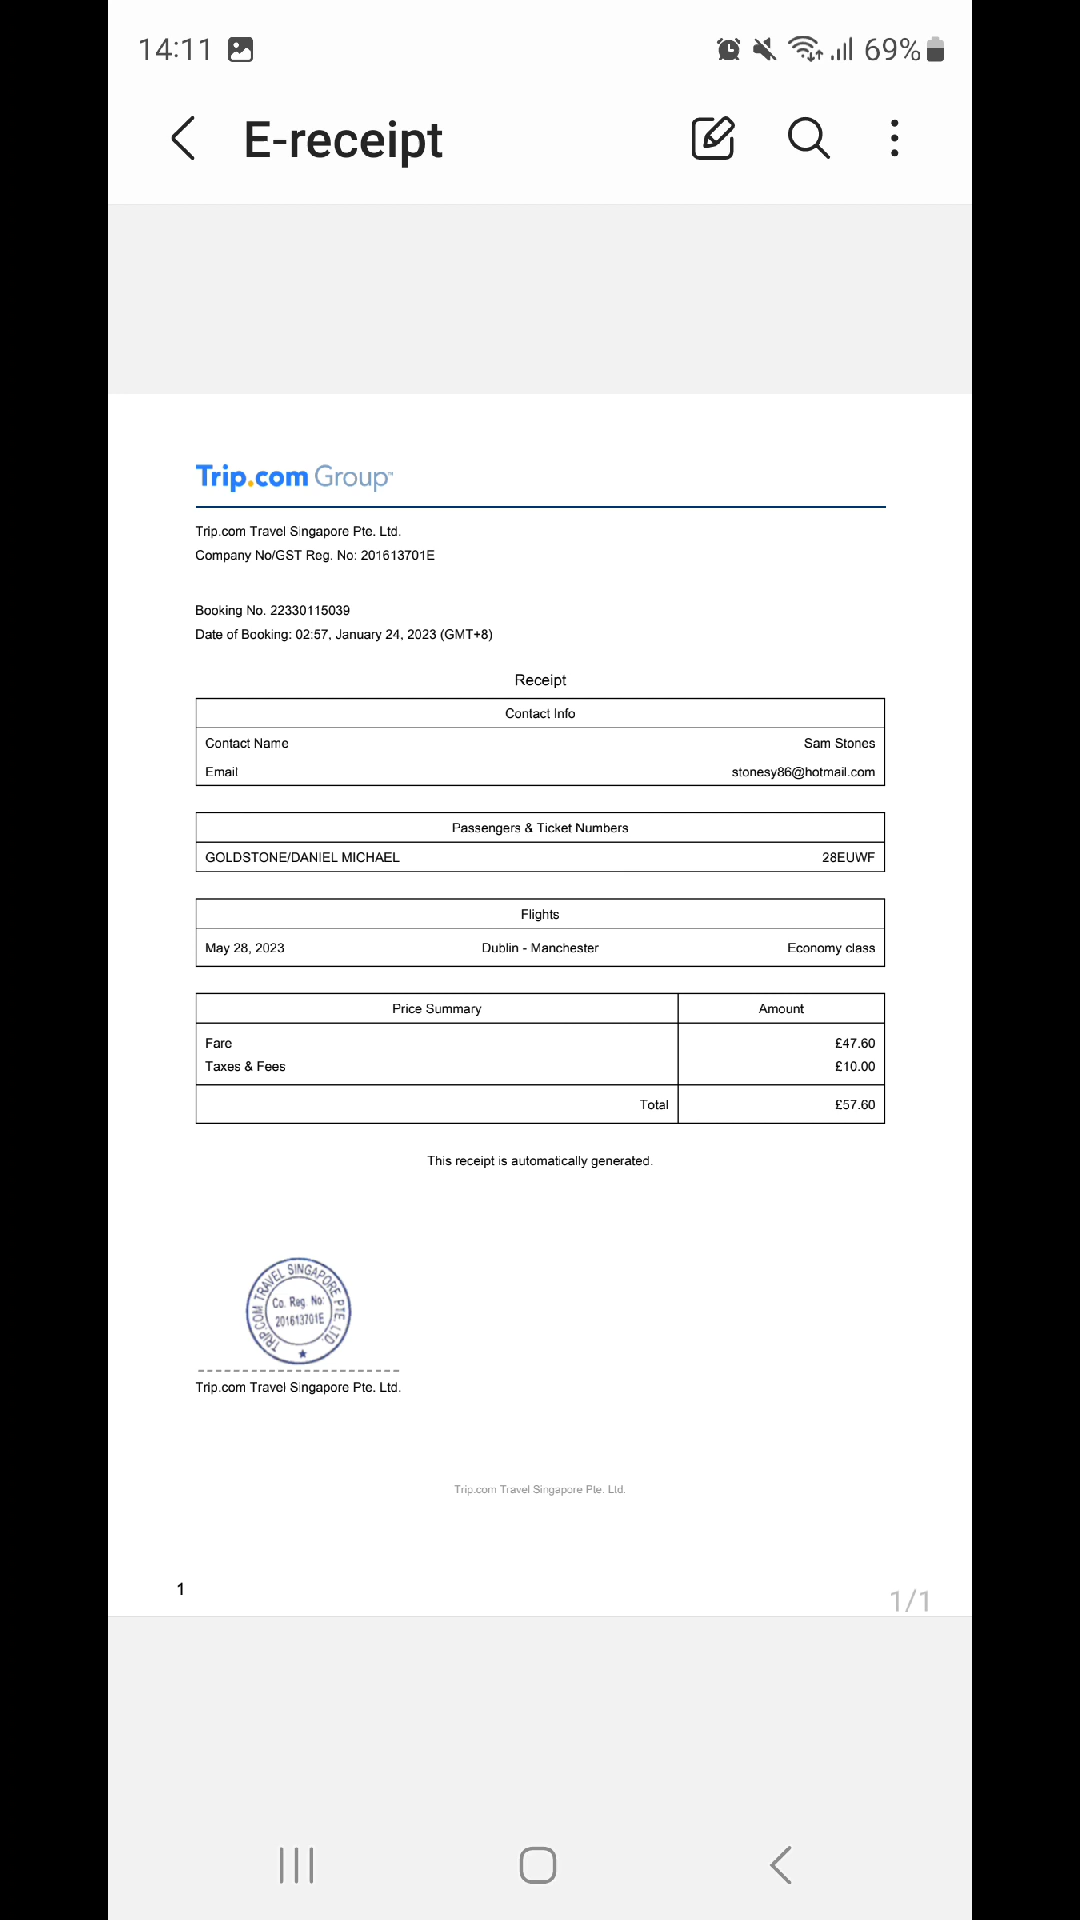 14:11 69%
E-receipt
Trip.com Group™
Trip.com Travel Singapore Pte. Ltd.
Company No/GST Reg. No: 201613701E
Booking No. 22330115039
Date of Booking: 02:57, January 24, 2023 (GMT+8)
Receipt
Contact Info
Contact Name Sam Stones
Email stonesy86@hotmail.com
Passengers & Ticket Numbers
GOLDSTONE/DANIEL MICHAEL 28EUWF
Flights
May 28, 2023 Dublin - Manchester Economy class
Price Summary Amount
Fare £47.60
Taxes & Fees £10.00
Total £57.60
This receipt is automatically generated.
TRIP.COM TRAVEL SINGAPORE PTE. LTD.
Co. Reg. No:
201613701E
Trip.com Travel Singapore Pte. Ltd.
Trip.com Travel Singapore Pte. Ltd.
1
1/1